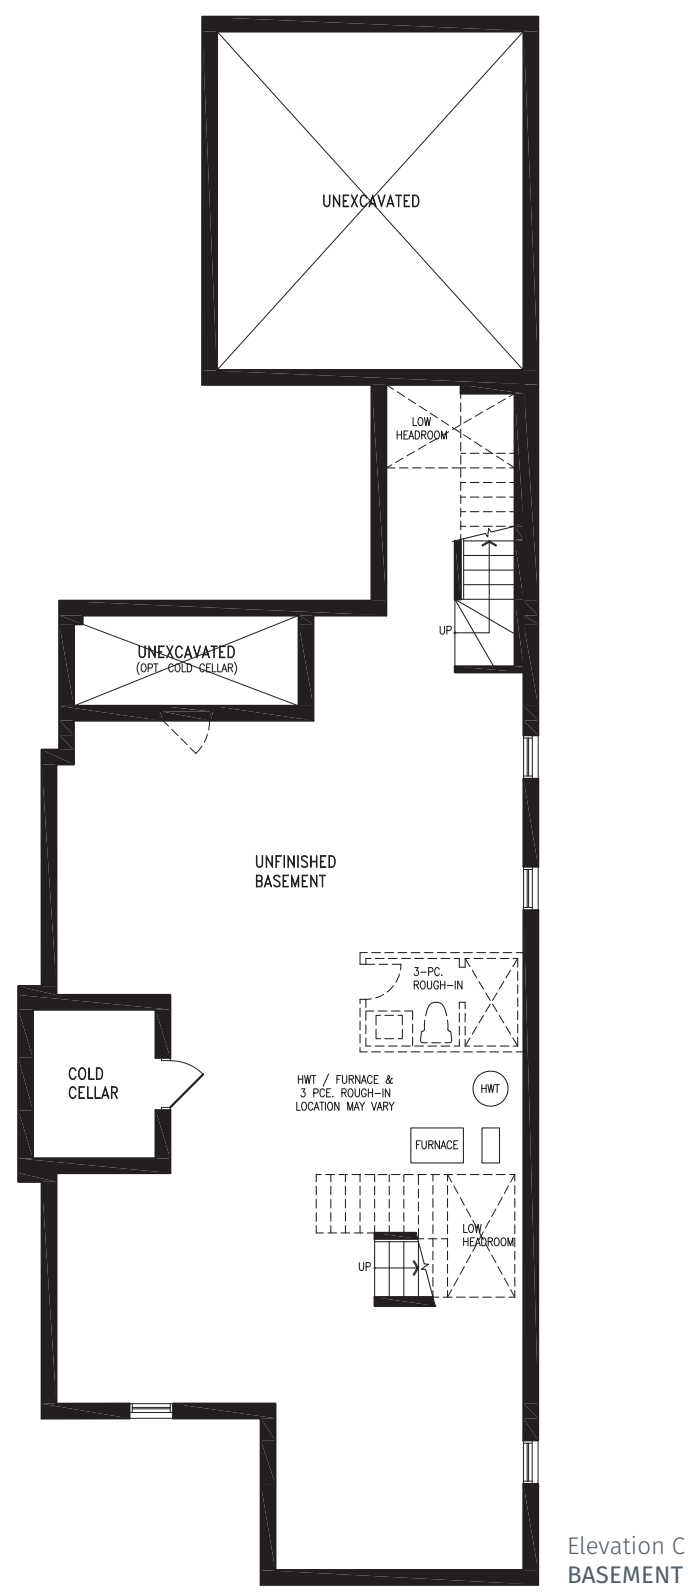 UNEXCAVATED
LOW
HEADROOM
UP
UNEXCAVATED
(OPT. COLD CELLAR)
UNFINISHED
BASEMENT
3-PC.
ROUGH-IN
COLD
CELLAR
HWT / FURNACE &
3 PCE. ROUGH-IN
LOCATION MAY VARY
HWT
FURNACE
LOW
HEADROOM
UP
Elevation C
BASEMENT